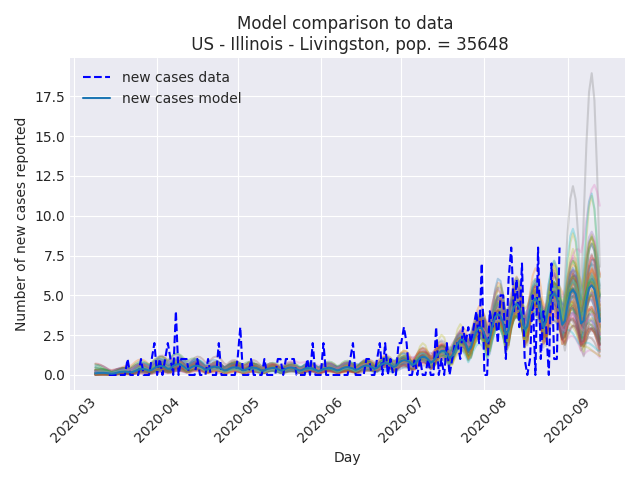 Model comparison to data
US - Illinois - Livingston, pop. = 35648
new cases data
new cases model
Number of new cases reported
17.5
15.0
12.5
10.0
7.5
5.0
2.5
0.0
2020-03
2020-04
2020-05
2020-06
2020-07
2020-08
2020-09
Day